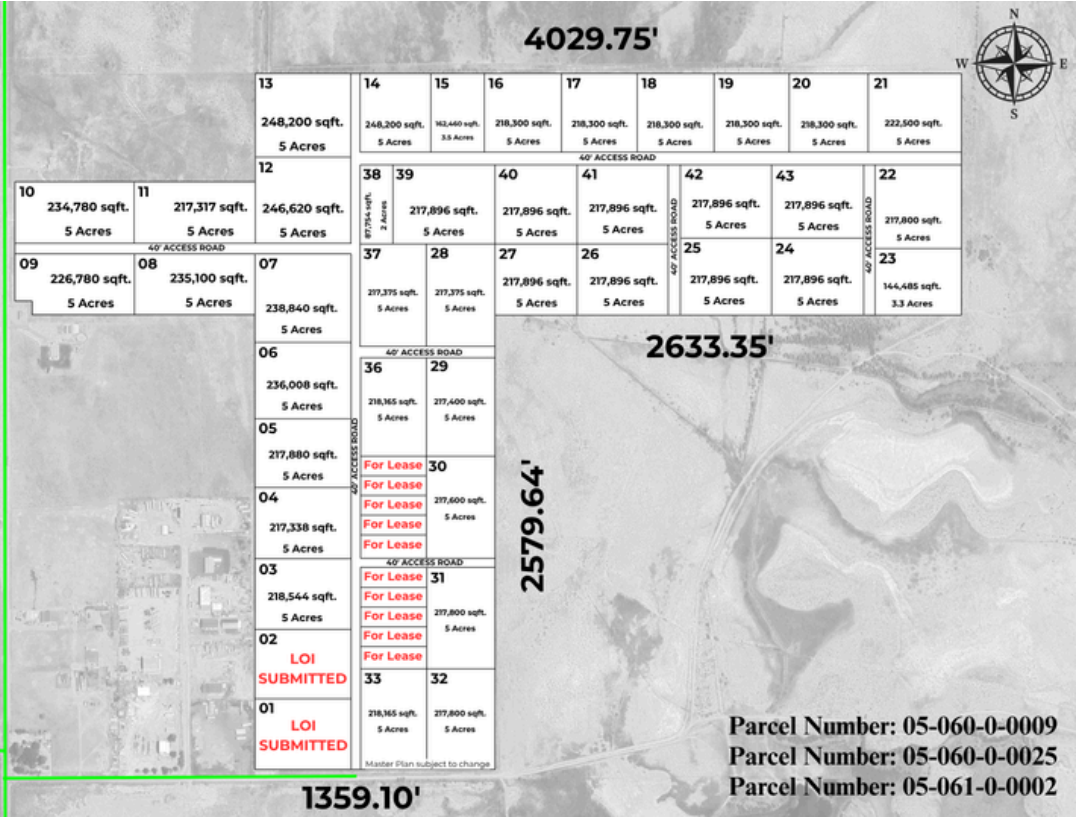 4029.75'
N
W
E
S
13
248,200 sqft.
5 Acres
14
248,200 sqft.
5 Acres
15
162,460 sqft.
3.5 Acres
16
218,300 sqft.
5 Acres
17
218,300 sqft.
5 Acres
18
218,300 sqft.
5 Acres
19
218,300 sqft.
5 Acres
20
218,300 sqft.
5 Acres
21
222,500 sqft.
5 Acres
40' ACCESS ROAD
12
246,620 sqft.
5 Acres
38
87,754 sqft.
2 Acres
39
217,896 sqft.
5 Acres
40
217,896 sqft.
5 Acres
41
217,896 sqft.
5 Acres
40' ACCESS ROAD
42
217,896 sqft.
5 Acres
43
217,896 sqft.
5 Acres
40' ACCESS ROAD
22
217,800 sqft.
5 Acres
10
234,780 sqft.
5 Acres
11
217,317 sqft.
5 Acres
40' ACCESS ROAD
09
226,780 sqft.
5 Acres
08
235,100 sqft.
5 Acres
07
238,840 sqft.
5 Acres
37
217,375 sqft.
5 Acres
28
217,375 sqft.
5 Acres
27
217,896 sqft.
5 Acres
26
217,896 sqft.
5 Acres
25
217,896 sqft.
5 Acres
24
217,896 sqft.
5 Acres
23
144,485 sqft.
3.3 Acres
2633.35'
40' ACCESS ROAD
06
236,008 sqft.
5 Acres
36
218,165 sqft.
5 Acres
29
217,400 sqft.
5 Acres
05
217,880 sqft.
5 Acres
40' ACCESS ROAD
For Lease
For Lease
For Lease
For Lease
For Lease
30
217,600 sqft.
5 Acres
2579.64'
04
217,338 sqft.
5 Acres
40' ACCESS ROAD
03
218,544 sqft.
5 Acres
For Lease
For Lease
For Lease
For Lease
For Lease
31
217,800 sqft.
5 Acres
02
LOI
SUBMITTED
01
LOI
SUBMITTED
33
218,165 sqft.
5 Acres
32
217,800 sqft.
5 Acres
Master Plan subject to change
1359.10'
Parcel Number: 05-060-0-0009
Parcel Number: 05-060-0-0025
Parcel Number: 05-061-0-0002